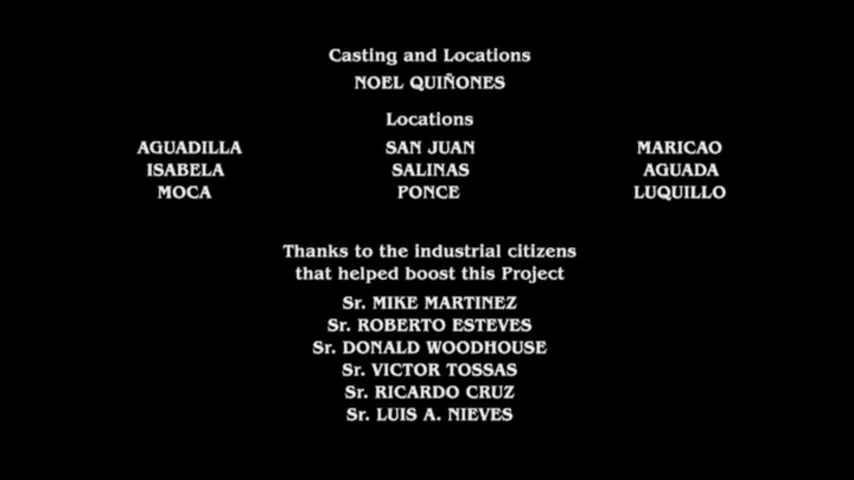 Casting and Locations
NOEL QUIÑONES
Locations
AGUADILLA SAN JUAN MARICAO
ISABELA SALINAS AGUADA
MOCA PONCE LUQUILLO
Thanks to the industrial citizens
that helped boost this Project
Sr. MIKE MARTINEZ
Sr. ROBERTO ESTEVES
Sr. DONALD WOODHOUSE
Sr. VICTOR TOSSAS
Sr. RICARDO CRUZ
Sr. LUIS A. NIEVES